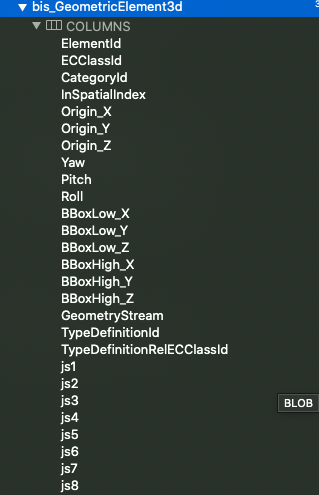 bis_GeometricElement3d
COLUMNS
ElementId
ECClassId
CategoryId
InSpatialIndex
Origin_X
Origin_Y
Origin_Z
Yaw
Pitch
Roll
BBoxLow_X
BBoxLow_Y
BBoxLow_Z
BBoxHigh_X
BBoxHigh_Y
BBoxHigh_Z
GeometryStream
TypeDefinitionId
TypeDefinitionRelECClassId
js1
js2
js3
BLOB
js4
js5
js6
js7
js8